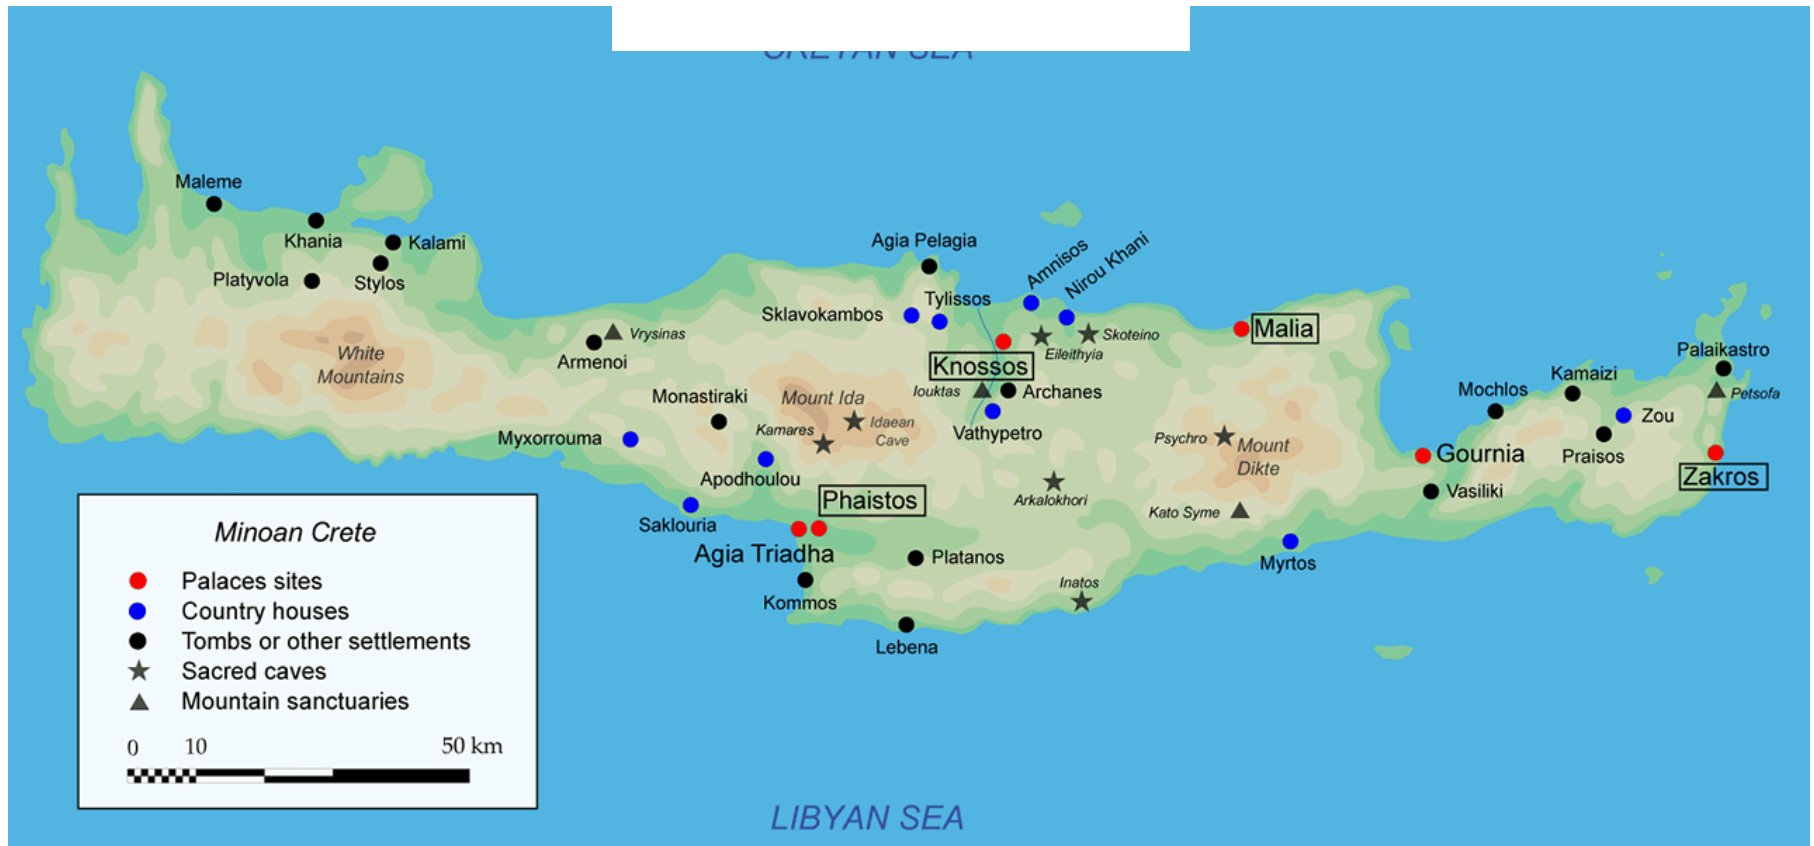 CRETAN SEA
Maleme
Khania
Kalami
Platyvola
Stylos
White
Mountains
Armenoi
Vrysinas
Agia Pelagia
Amnisos
Nirou Khani
Sklavokambos
Tylissos
Knossos
Eileithyia
Skoteino
Malia
Monastiraki
Mount Ida
Idaean
Cave
Kamares
Iouktas
Archanes
Vathypetro
Myxorrouma
Apodhoulou
Saklouria
Phaistos
Agia Triadha
Arkalokhori
Psychro
Mount
Dikte
Kato Syme
Gournia
Vasiliki
Mochlos
Kamaizi
Palaikastro
Petsofa
Zou
Praisos
Zakros
Myrtos
Platanos
Kommos
Inatos
Lebena
Minoan Crete
Palaces sites
Country houses
Tombs or other settlements
Sacred caves
Mountain sanctuaries
0 10 50 km
LIBYAN SEA